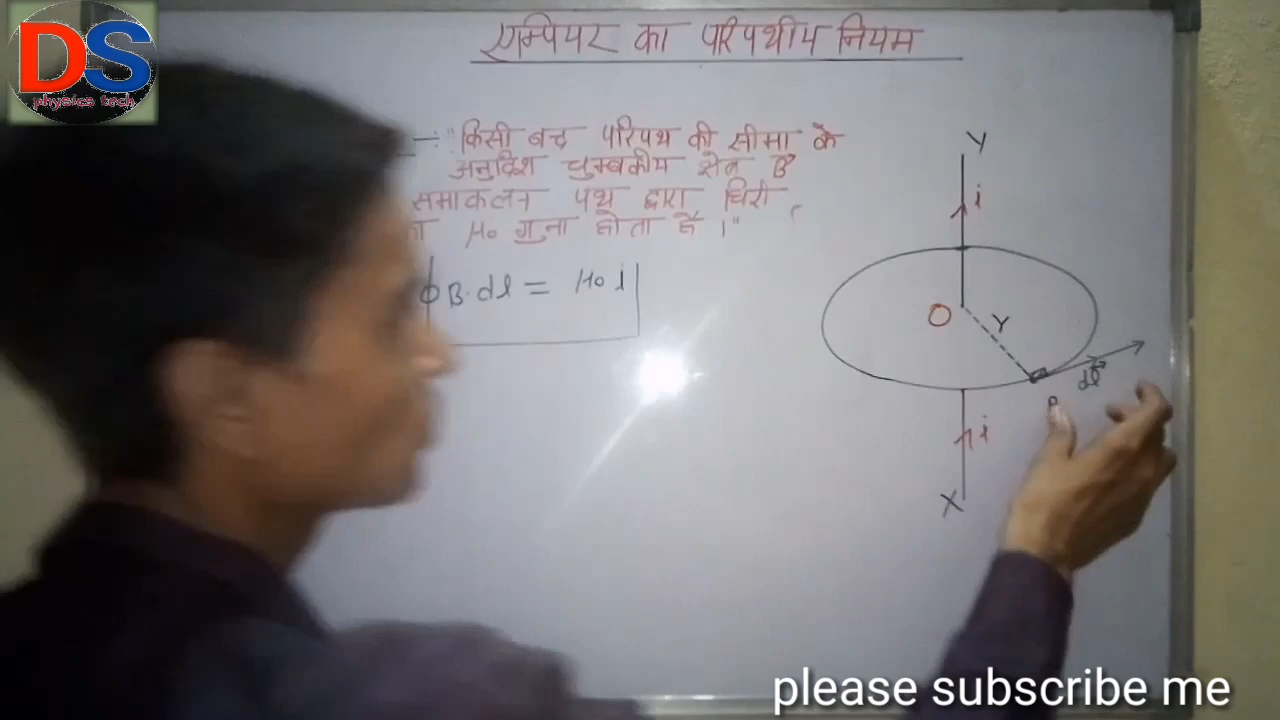 DS
physics tech
एम्पियर का परिपथीय नियम
:- "किसी बन्द परिपथ की सीमा के
अनुदिश चुम्बकीय क्षेत्र B
समाकलन पथ द्वारा घिरी
μ₀ गुना होता है।"
∮B.dl = μ₀ i
Y
i
O
r
dl
P
i
X
please subscribe me